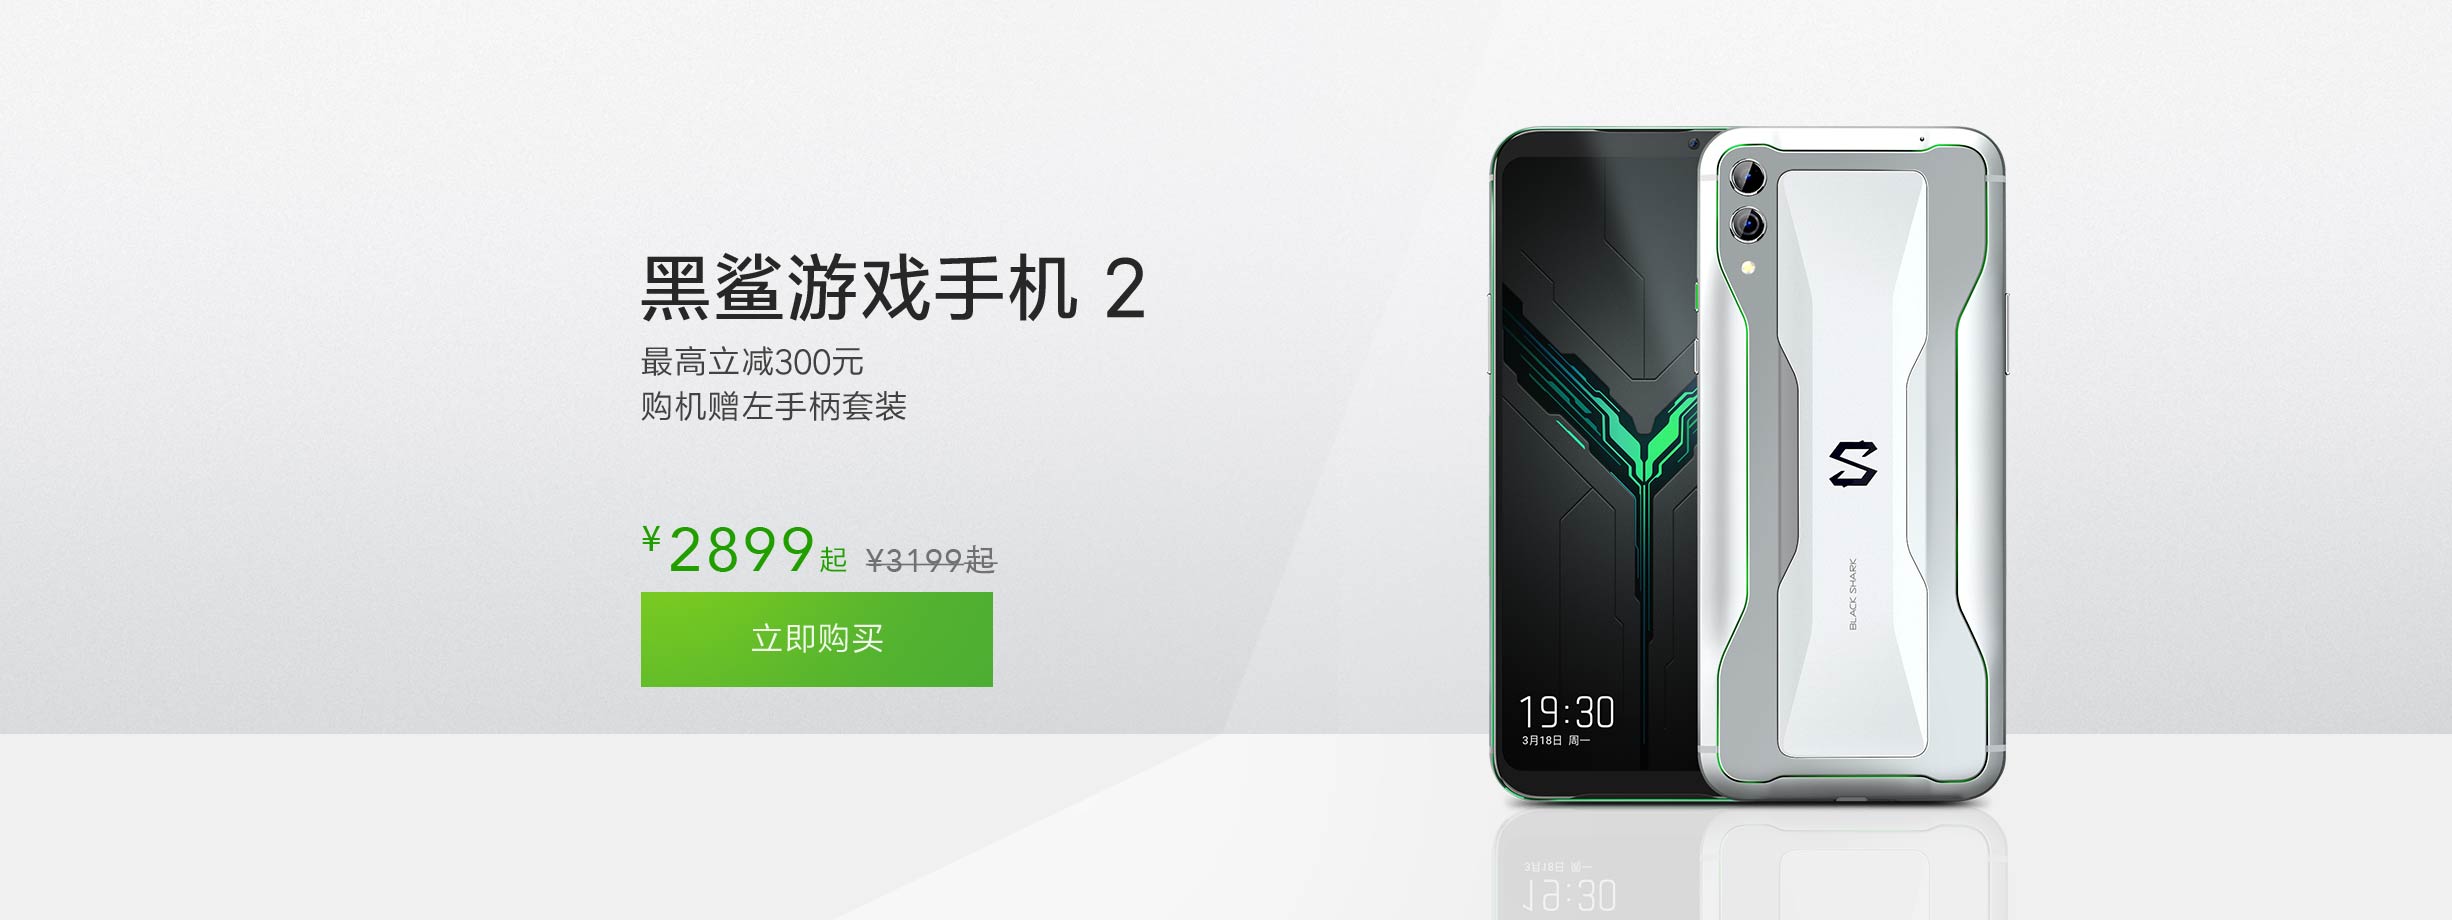 黑鲨游戏手机 2
最高立减300元
购机赠左手柄套装
¥2899起 ¥3199起
立即购买
19:30
3月18日 周一
BLACK SHARK